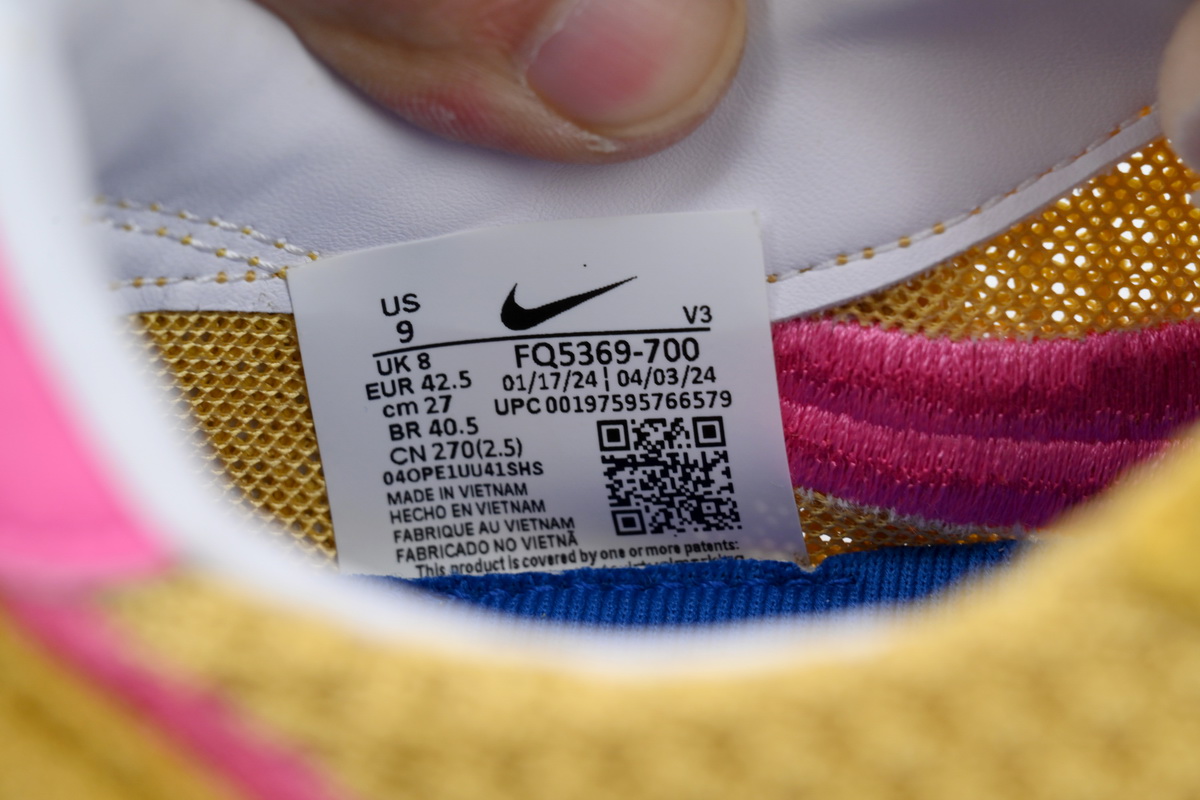 US
9
V3
UK 8
EUR 42.5
cm 27
BR 40.5
CN 270(2.5)
04OPE1UU41SHS
FQ5369-700
01/17/24 | 04/03/24
UPC 00197595766579
MADE IN VIETNAM
HECHO EN VIETNAM
FABRIQUE AU VIETNAM
FABRICADO NO VIETNÃ
This product is covered by one or more patents: